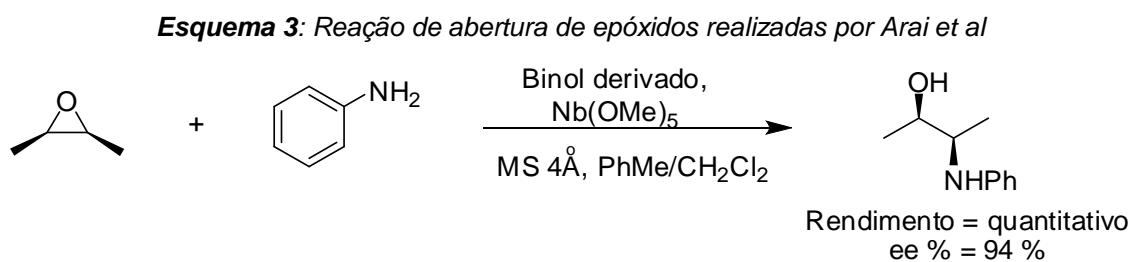 Esquema 3: Reação de abertura de epóxidos realizadas por Arai et al
O
+
NH2
Binol derivado,
Nb(OMe)5
MS 4Å, PhMe/CH2Cl2
OH
NHPh
Rendimento = quantitativo
ee % = 94 %